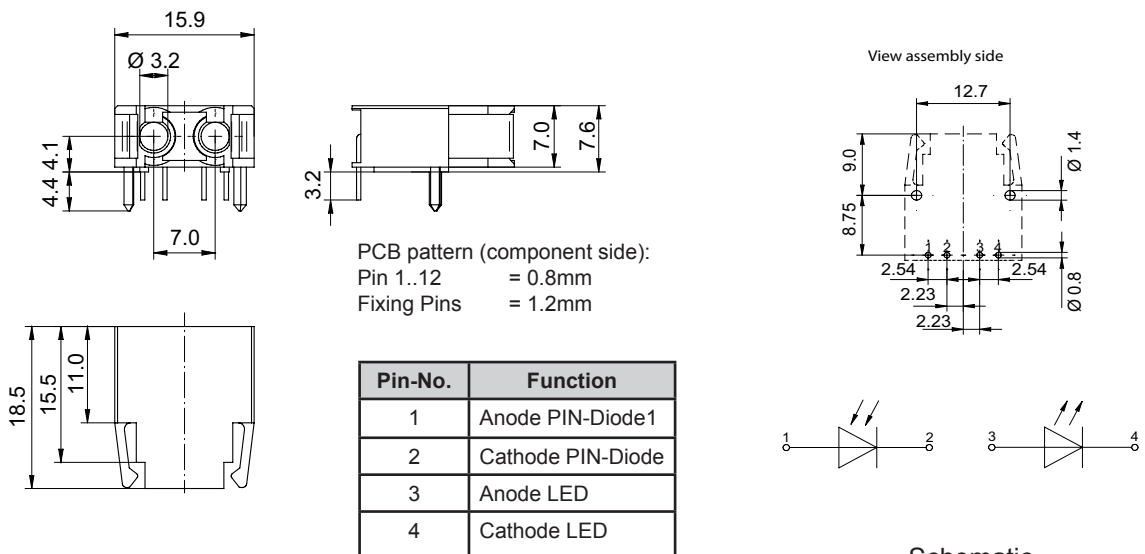 15.9
Ø 3.2
4.1
4.4
7.0
3.2
7.0
7.6
PCB pattern (component side):
Pin 1..12 = 0.8mm
Fixing Pins = 1.2mm
View assembly side
12.7
9.0
Ø 1.4
8.75
1 2 3 4
2.54 2.54
2.23
2.23
Ø 0.8
18.5
15.5
11.0
Pin-No. Function
1 Anode PIN-Diode1
2 Cathode PIN-Diode
3 Anode LED
4 Cathode LED
1 2 3 4
Schematic